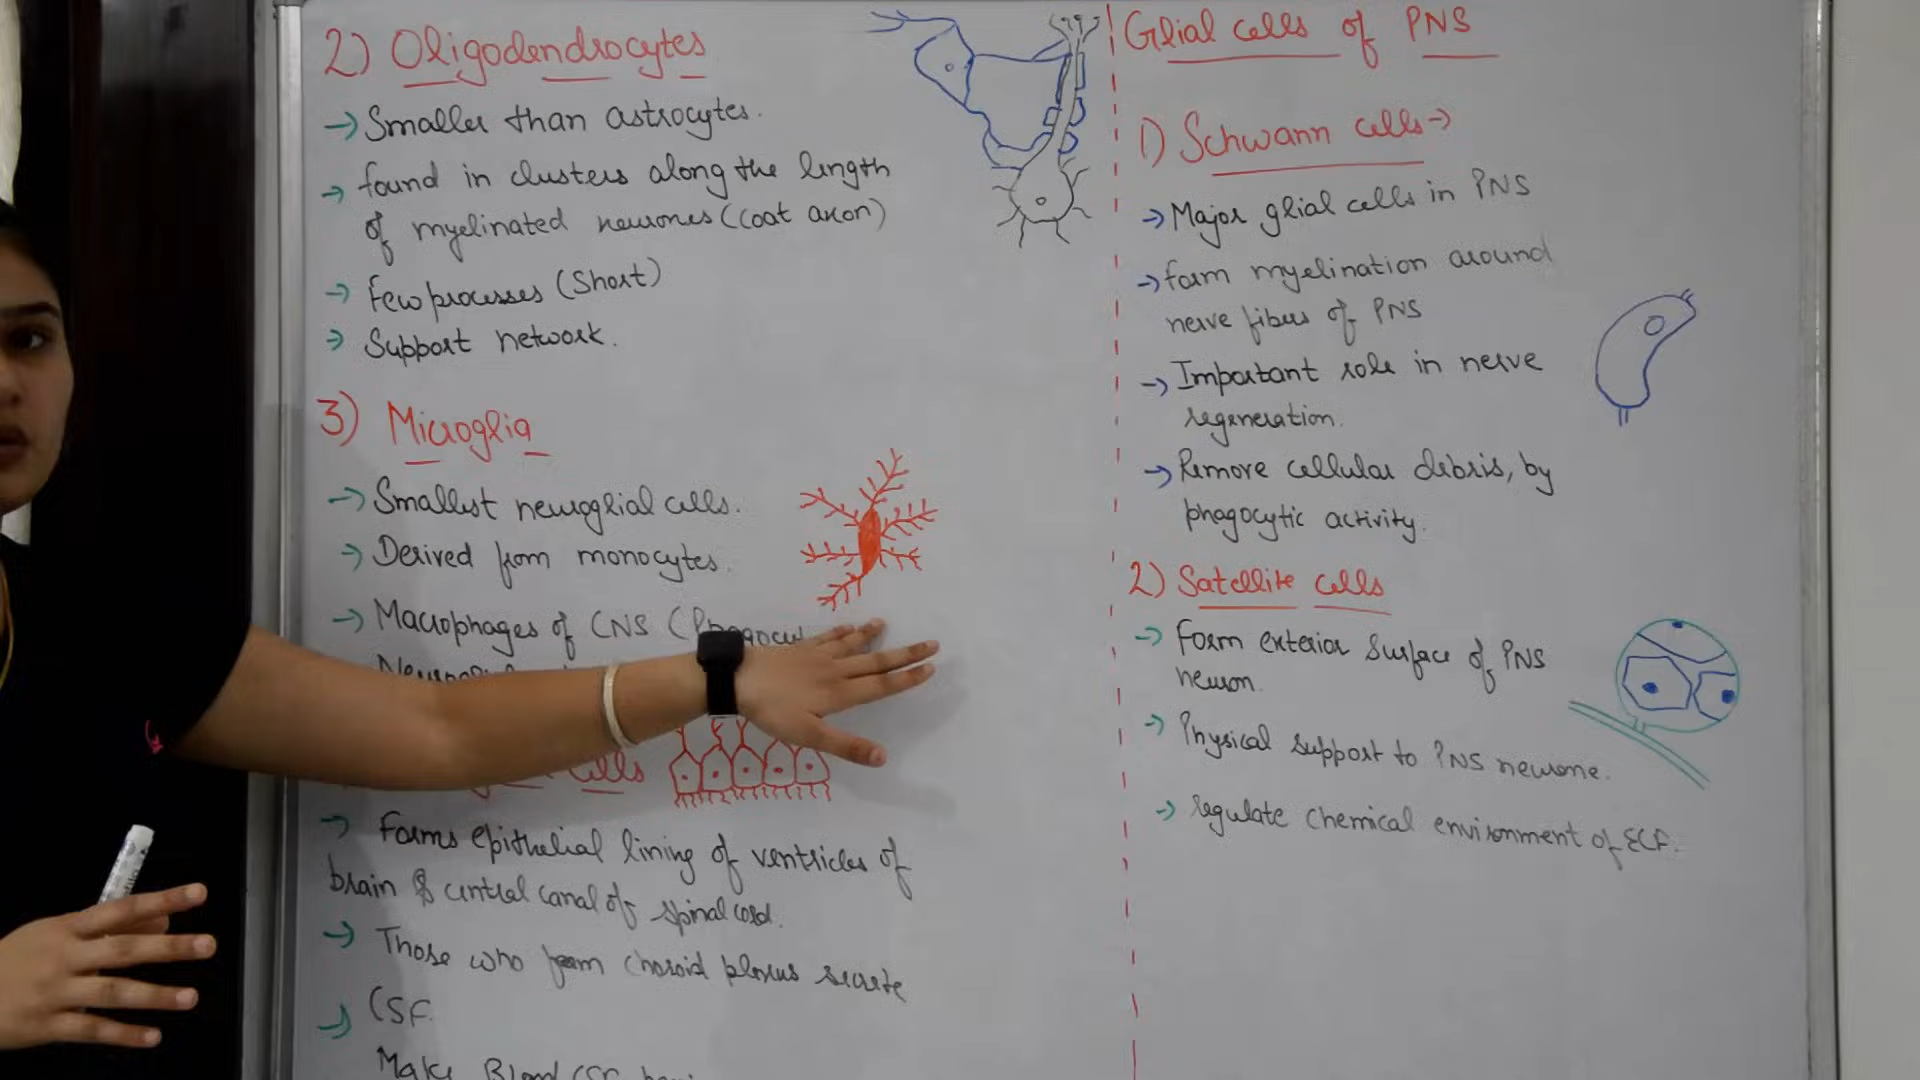 2) Oligodendrocytes
→ Smaller than astrocytes.
→ found in clusters along the length
of myelinated neurones (coat axon)
→ Few processes (Short)
→ Support network.
3) Microglia
→ Smallest neuroglial cells.
→ Derived from monocytes.
→ Macrophages of CNS
cells
→ Forms epithelial lining of ventricles of
brain & central canal of spinal cord.
→ Those who form choroid plexus secrete
→ CSF.
Make Blood CSF
Glial cells of PNS
1) Schwann cells→
→ Major glial cells in PNS
→ form myelination around
nerve fibers of PNS
→ Important role in nerve
regeneration.
→ Remove cellular debris, by
phagocytic activity.
2) Satellite cells
→ Form exterior surface of PNS
neuron.
→ Physical support to PNS neurone.
→ regulate chemical environment of ECF.